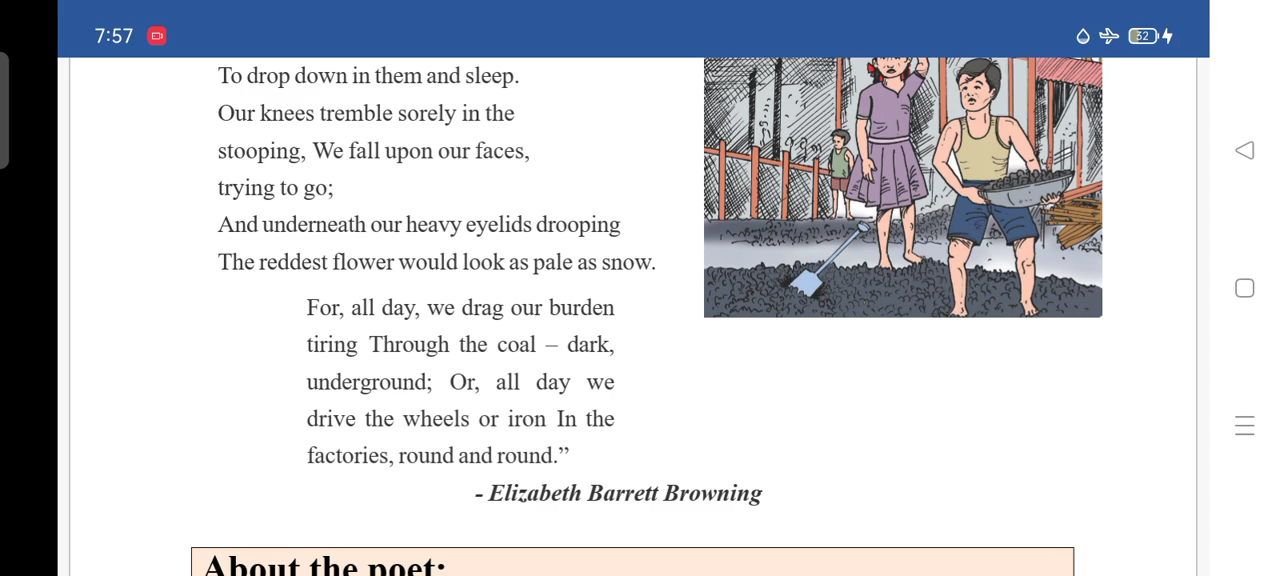 7:57
32
To drop down in them and sleep.
Our knees tremble sorely in the
stooping, We fall upon our faces,
trying to go;
And underneath our heavy eyelids drooping
The reddest flower would look as pale as snow.
For, all day, we drag our burden
tiring Through the coal – dark,
underground; Or, all day we
drive the wheels or iron In the
factories, round and round.”
- Elizabeth Barrett Browning
About the poet: